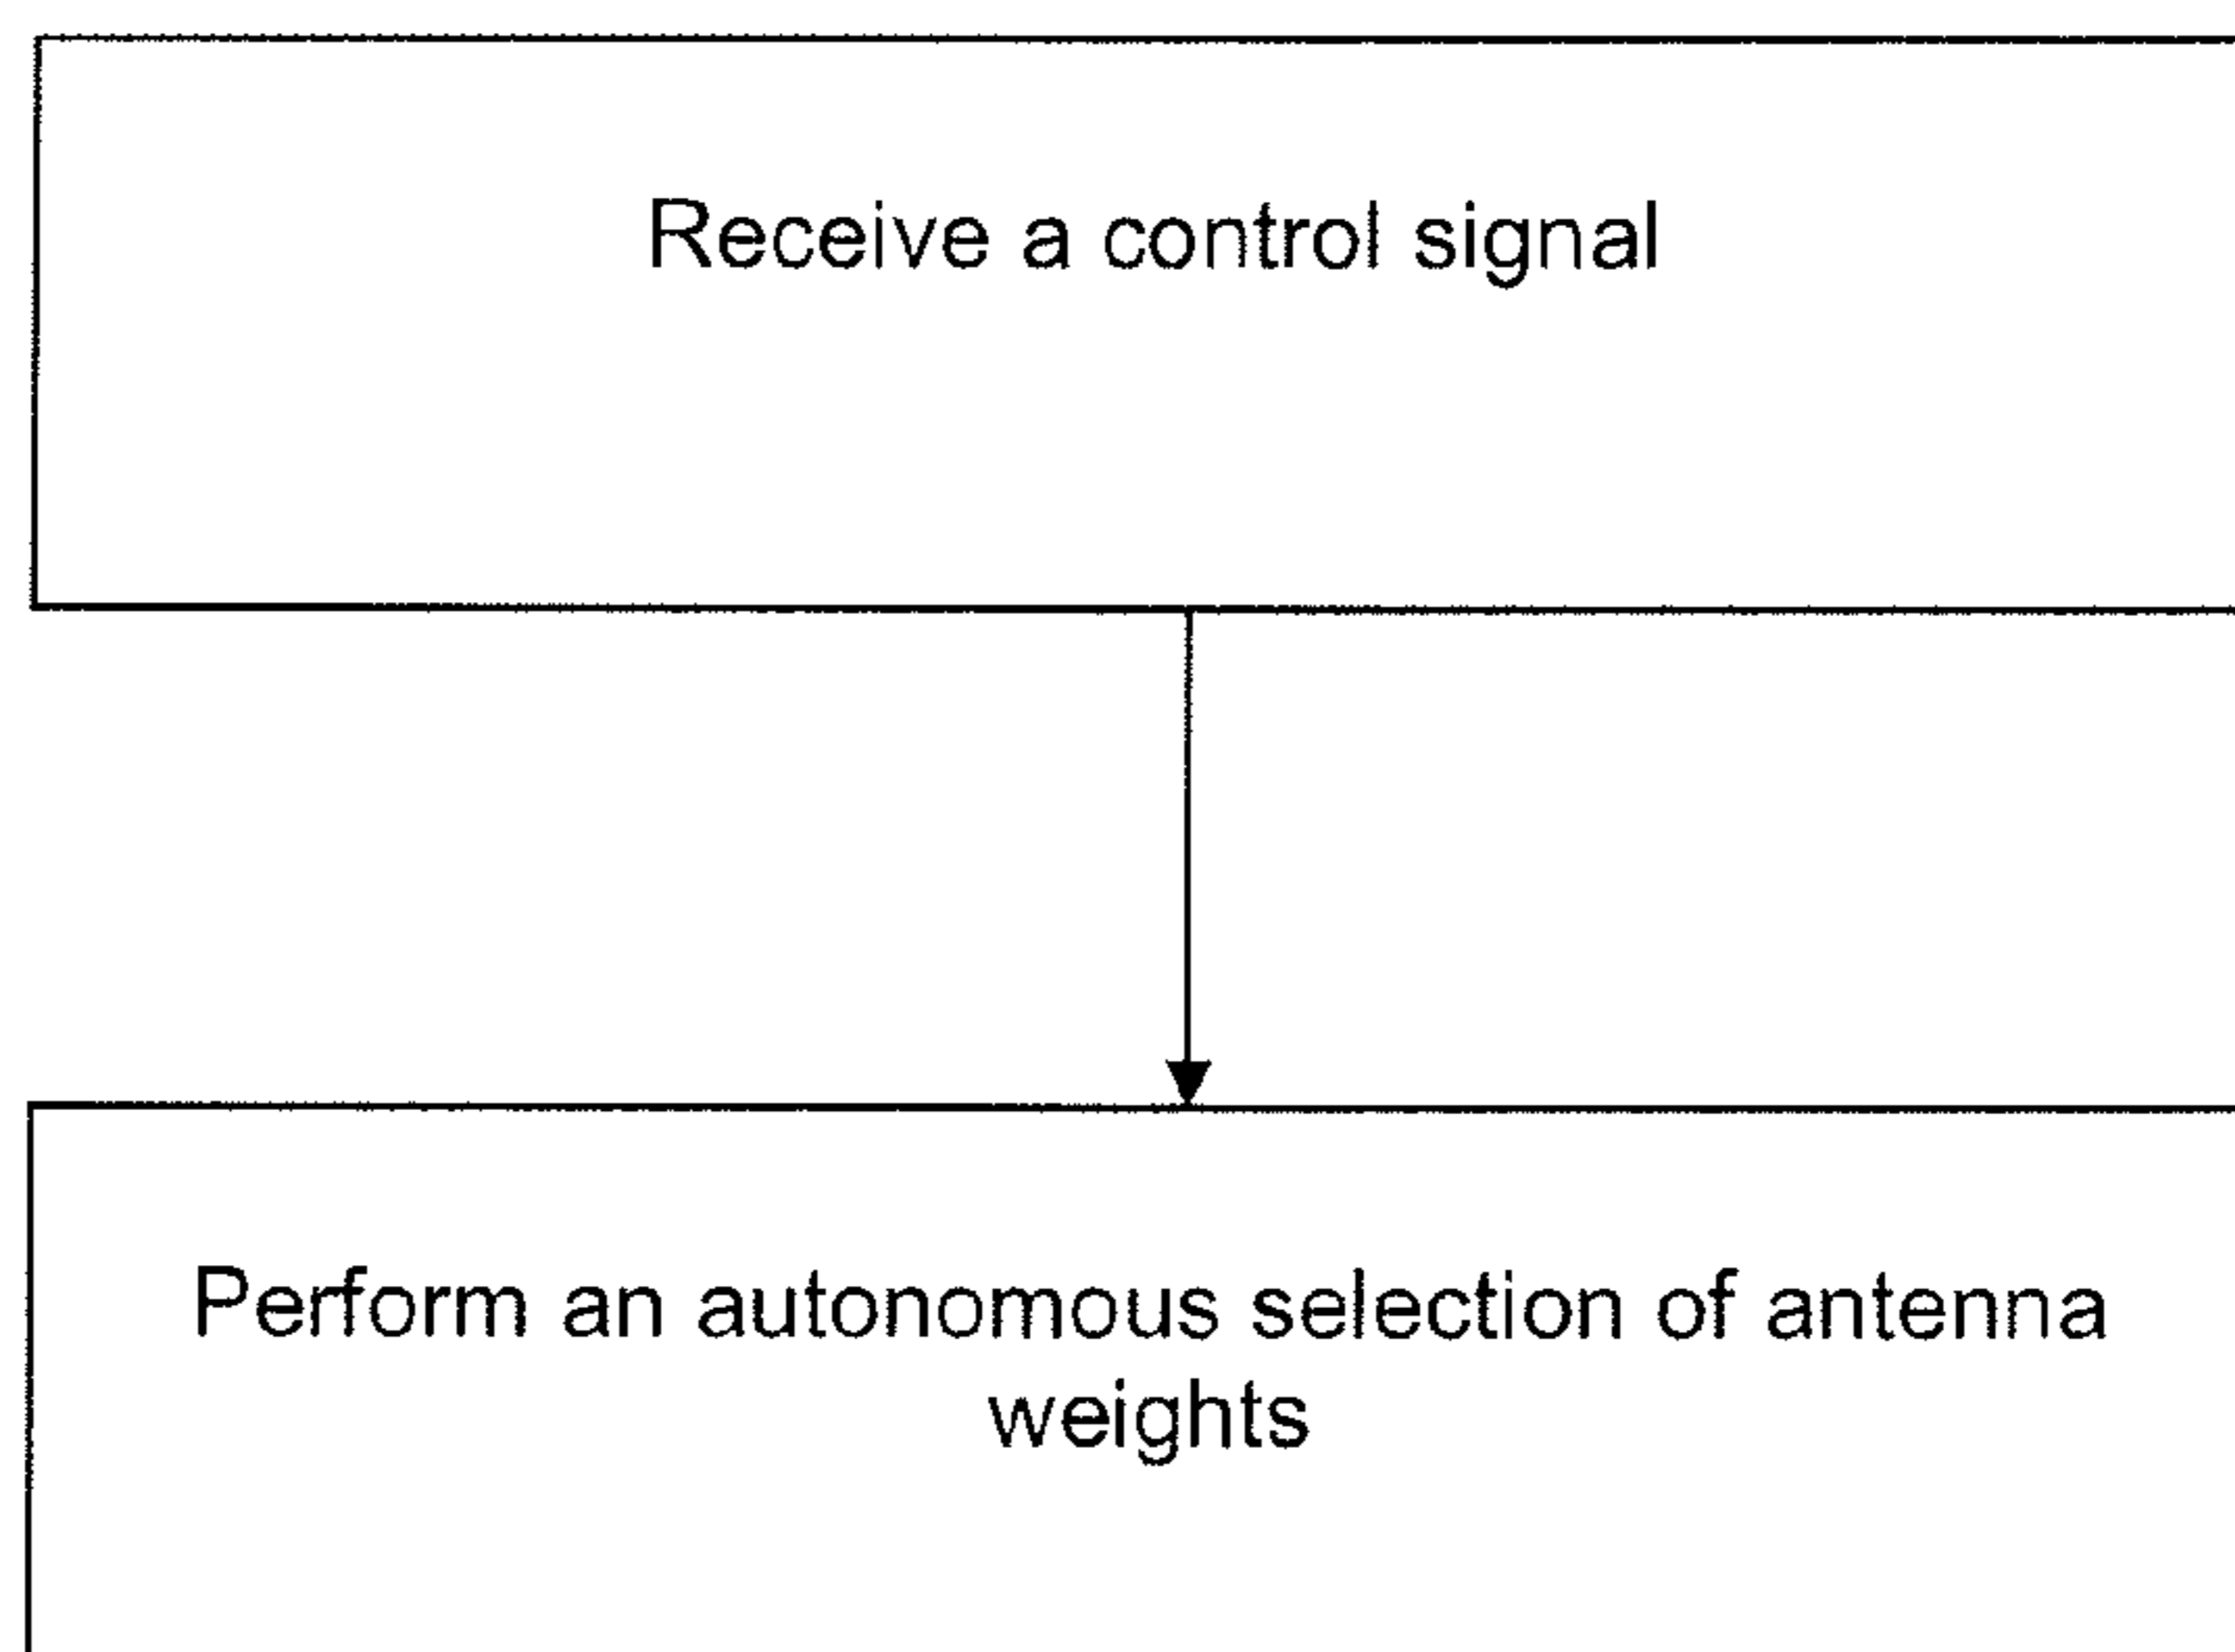 Receive a control signal
Perform an autonomous selection of antenna
weights